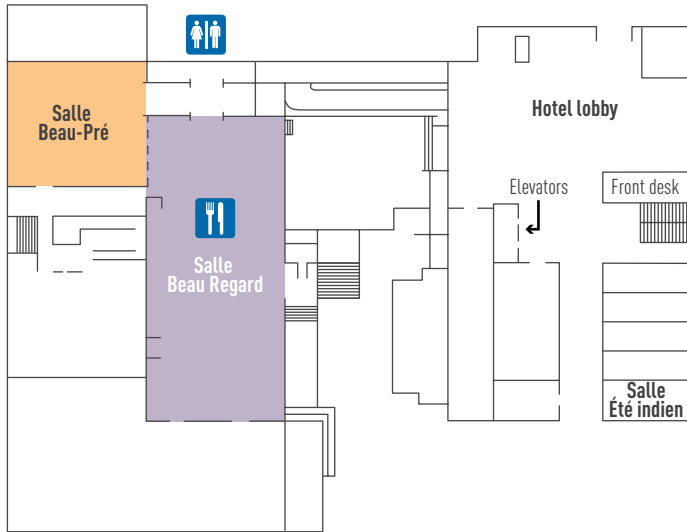 Salle
Beau-Pré
Hotel lobby
Elevators
Front desk
Salle
Beau Regard
Salle
Été indien